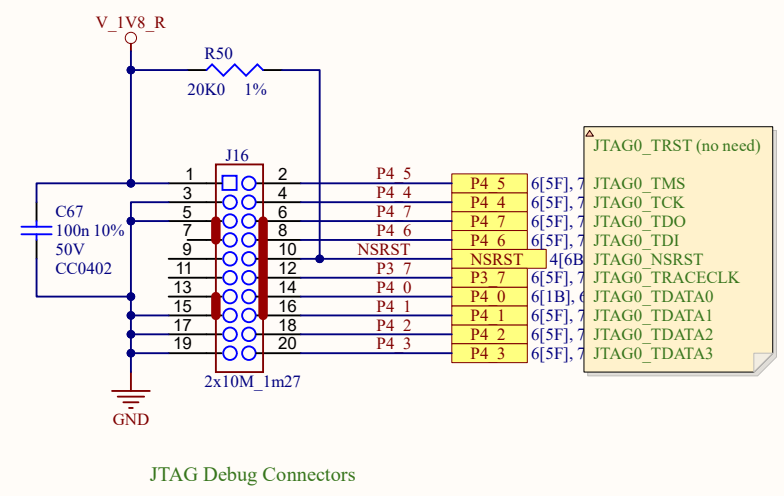 V_1V8_R
R50
20K0 1%
J16
1 2 P4_5 P4_5 6[5F], 7
3 4 P4_4 P4_4 6[5F], 7
5 6 P4_7 P4_7 6[5F], 7
7 8 P4_6 P4_6 6[5F], 7
9 10 NSRST NSRST 4[6B
11 12 P3_7 P3_7 6[5F], 7
13 14 P4_0 P4_0 6[1B], 6
15 16 P4_1 P4_1 6[5F], 7
17 18 P4_2 P4_2 6[5F], 7
19 20 P4_3 P4_3 6[5F], 7
2x10M_1m27
C67
100n 10%
50V
CC0402
GND
JTAG0_TRST (no need)
JTAG0_TMS
JTAG0_TCK
JTAG0_TDO
JTAG0_TDI
JTAG0_NSRST
JTAG0_TRACECLK
JTAG0_TDATA0
JTAG0_TDATA1
JTAG0_TDATA2
JTAG0_TDATA3
JTAG Debug Connectors